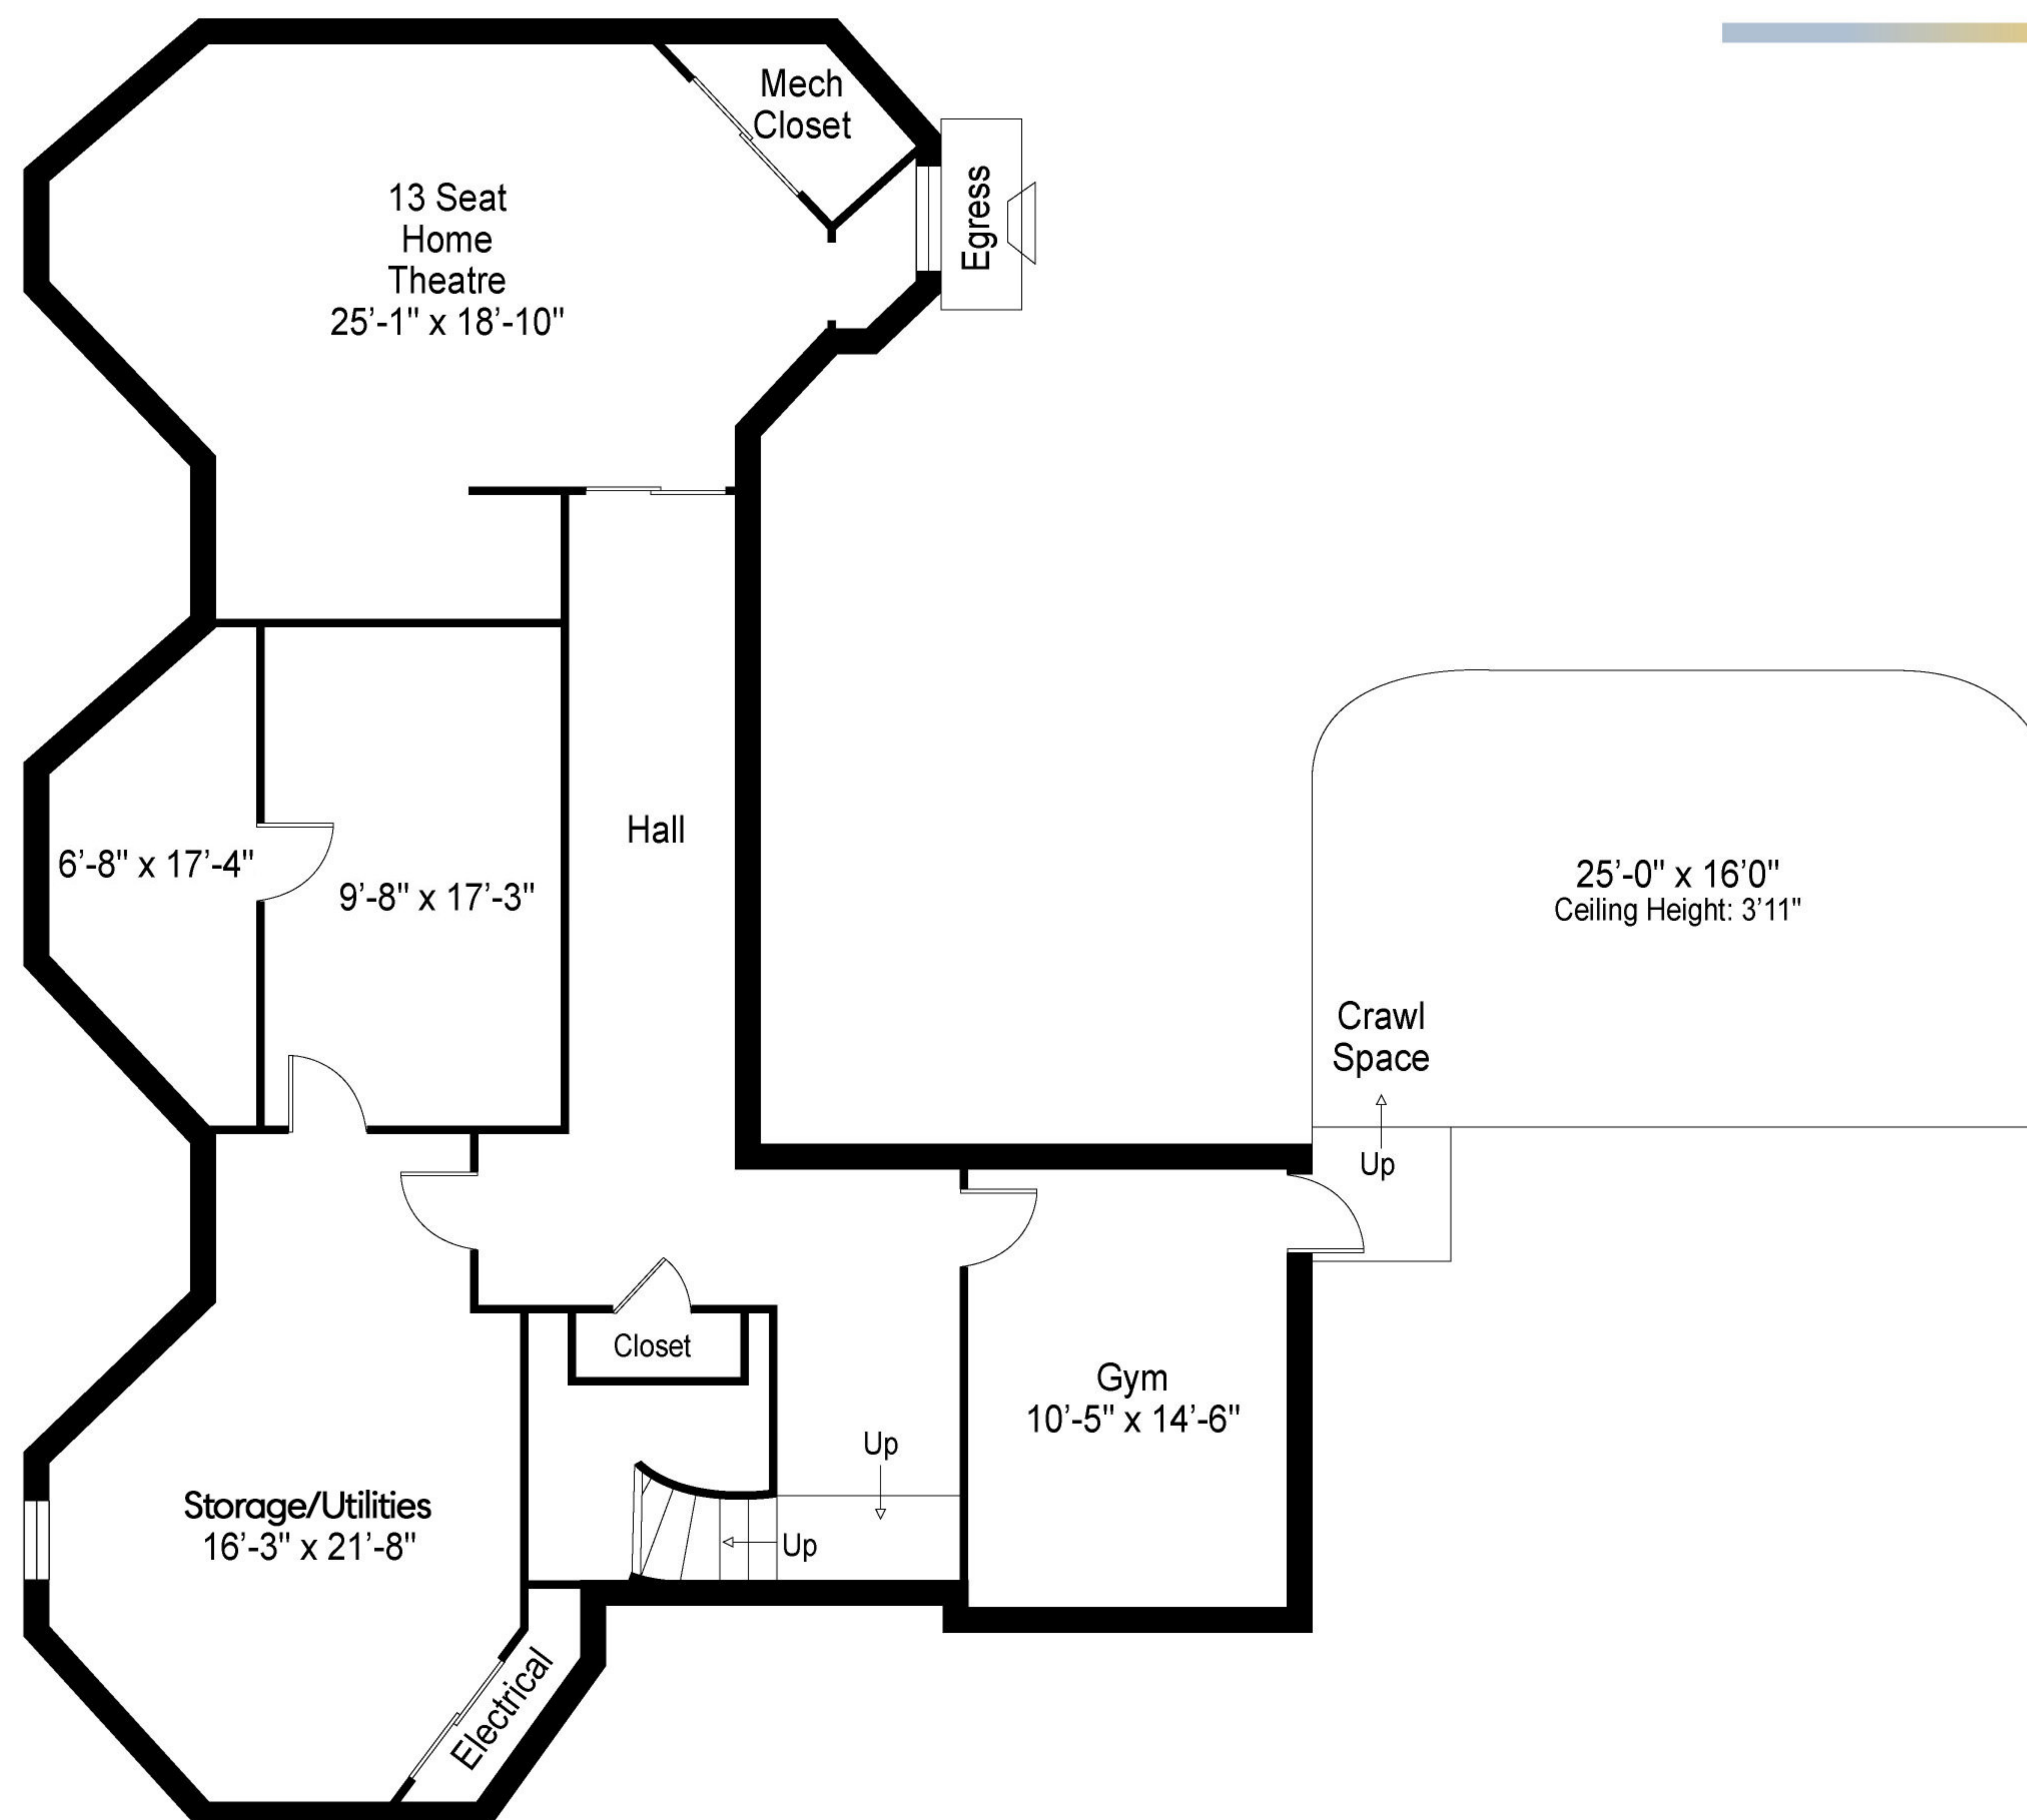 Mech
Closet
13 Seat
Home
Theatre
25’-1" x 18’-10"
Egress
Hall
6’-8" x 17’-4"
9’-8" x 17’-3"
25’-0" x 16’0"
Ceiling Height: 3’11"
Crawl
Space
Up
Closet
Gym
10’-5" x 14’-6"
Up
Up
Storage/Utilities
16’-3" x 21’-8"
Electrical